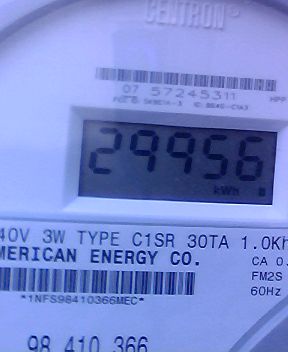 CENTRON®
07 57245311
HPP
29956
kWH
40V 3W TYPE C1SR 30TA 1.0Kh
MERICAN ENERGY CO.
CA 0.
FM2S
*1NFS98410366MEC*
60Hz
98 410 366